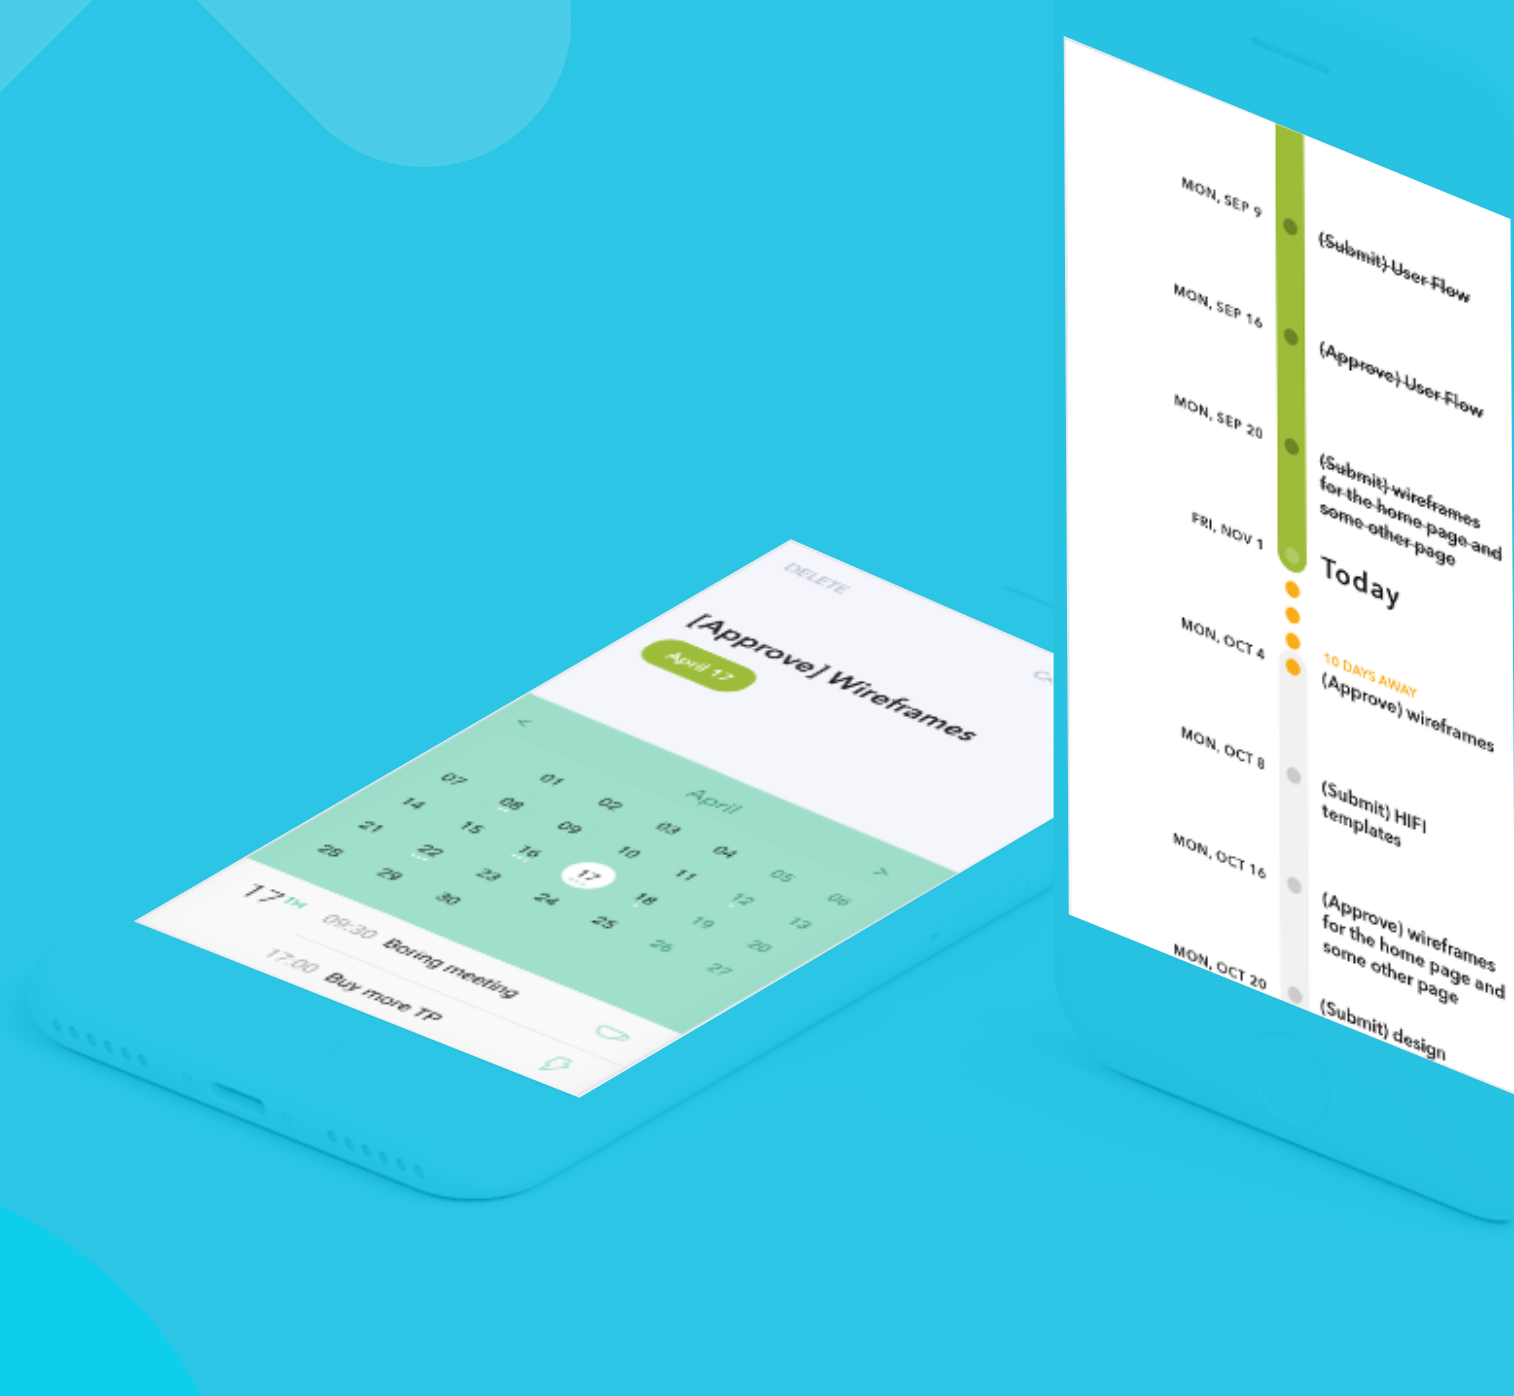 DELETE
CA
[Approve] Wireframes
April 17
<
April
>
01 02 03 04 05 06
07 08 09 10 11 12 13
14 15 16 17 18 19 20
21 22 23 24 25 26 27
28 29 30
17TH
09:30 Boring meeting
17:00 Buy more TP
MON, SEP 9
(Submit) User Flow
MON, SEP 16
(Approve) User Flow
MON, SEP 20
(Submit) wireframes
for the home page and
some other page
FRI, NOV 1
Today
MON, OCT 4
10 DAYS AWAY
(Approve) wireframes
MON, OCT 8
(Submit) HIFI
templates
MON, OCT 16
(Approve) wireframes
for the home page and
some other page
MON, OCT 20
(Submit) design